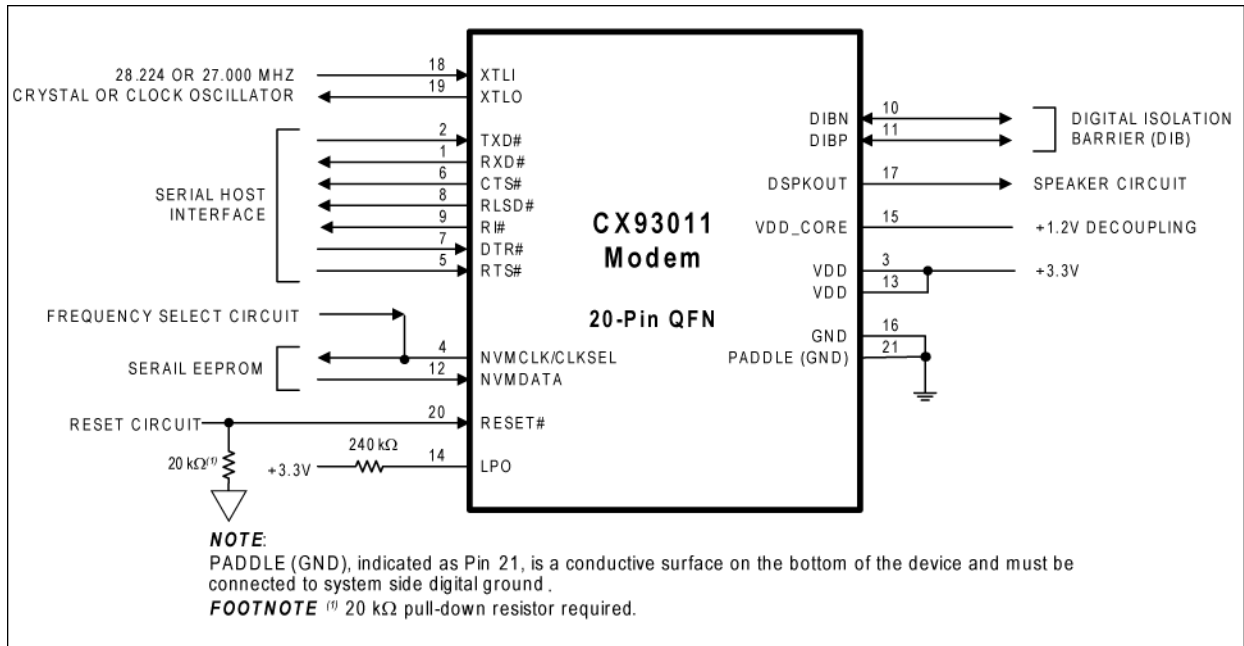 28.224 OR 27.000 MHZ
CRYSTAL OR CLOCK OSCILLATOR
18
XTLI
19
XTLO
SERIAL HOST
INTERFACE
2
TXD#
1
RXD#
6
CTS#
8
RLSD#
9
RI#
7
DTR#
5
RTS#
FREQUENCY SELECT CIRCUIT
SERAIL EEPROM
4
NVMCLK/CLKSEL
12
NVMDATA
RESET CIRCUIT
20
RESET#
20 kΩ(1)
+3.3V
240 kΩ
14
LPO
CX93011
Modem
20-Pin QFN
DIBN
10
DIBP
11
DIGITAL ISOLATION
BARRIER (DIB)
DSPKOUT
17
SPEAKER CIRCUIT
VDD_CORE
15
+1.2V DECOUPLING
VDD
3
+3.3V
VDD
13
GND
16
PADDLE (GND)
21
NOTE:
PADDLE (GND), indicated as Pin 21, is a conductive surface on the bottom of the device and must be
connected to system side digital ground .
FOOTNOTE (1) 20 kΩ pull-down resistor required.